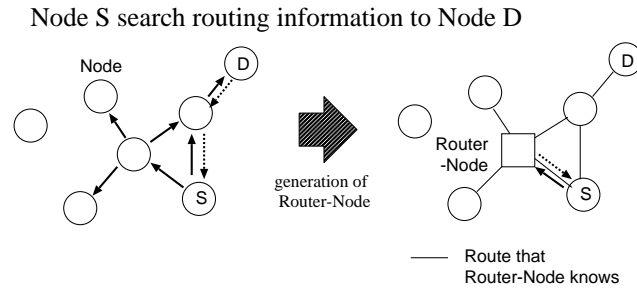 Node S search routing information to Node D
Node
D
S
generation of
Router-Node
D
Router
-Node
S
Route that
Router-Node knows